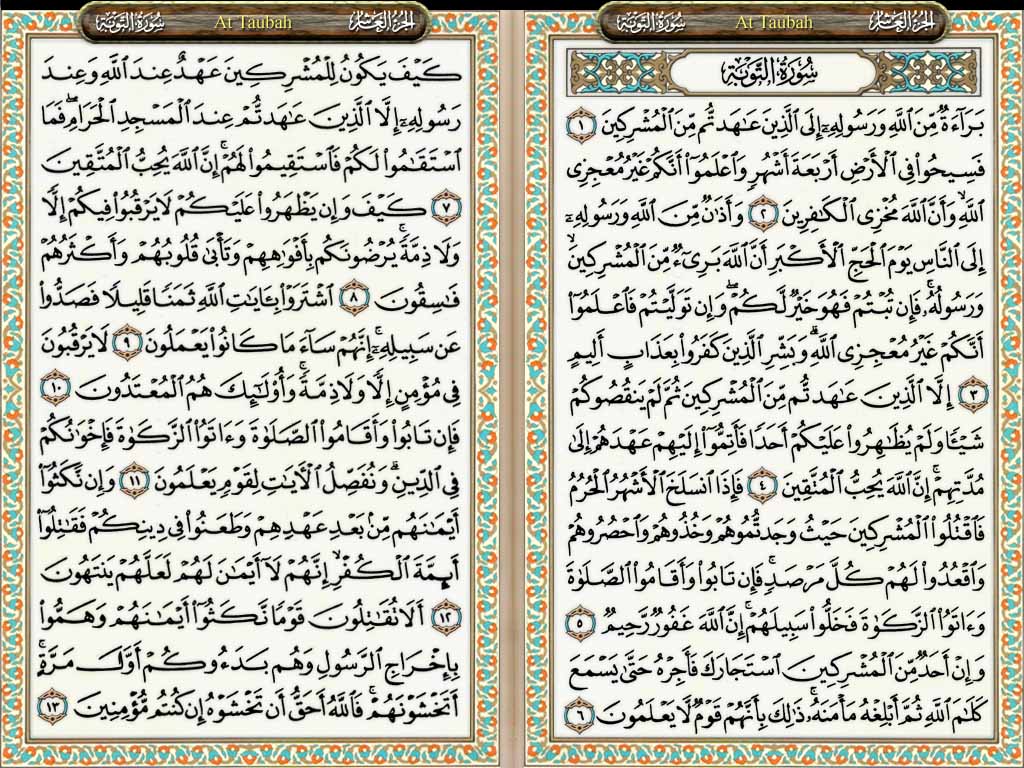 الجزء العاشر At Taubah سورة التوبة
سُورَةُ التَّوْبَةِ
بَرَآءَةٌ مِّنَ ٱللَّهِ وَرَسُولِهِۦٓ إِلَى ٱلَّذِينَ عَٰهَدتُّم مِّنَ ٱلْمُشْرِكِينَ ١
فَسِيحُوا۟ فِى ٱلْأَرْضِ أَرْبَعَةَ أَشْهُرٍ وَٱعْلَمُوٓا۟ أَنَّكُمْ غَيْرُ مُعْجِزِى
ٱللَّهِ ۙ وَأَنَّ ٱللَّهَ مُخْزِى ٱلْكَٰفِرِينَ ٢ وَأَذَٰنٌ مِّنَ ٱللَّهِ وَرَسُولِهِۦٓ
إِلَى ٱلنَّاسِ يَوْمَ ٱلْحَجِّ ٱلْأَكْبَرِ أَنَّ ٱللَّهَ بَرِىٓءٌ مِّنَ ٱلْمُشْرِكِينَ ۙ
وَرَسُولُهُۥ ۚ فَإِن تُبْتُمْ فَهُوَ خَيْرٌ لَّكُمْ ۖ وَإِن تَوَلَّيْتُمْ فَٱعْلَمُوٓا۟
أَنَّكُمْ غَيْرُ مُعْجِزِى ٱللَّهِ ۗ وَبَشِّرِ ٱلَّذِينَ كَفَرُوا۟ بِعَذَابٍ أَلِيمٍ
٣ إِلَّا ٱلَّذِينَ عَٰهَدتُّم مِّنَ ٱلْمُشْرِكِينَ ثُمَّ لَمْ يَنقُصُوكُمْ
شَيْـًٔا وَلَمْ يُظَٰهِرُوا۟ عَلَيْكُمْ أَحَدًا فَأَتِمُّوٓا۟ إِلَيْهِمْ عَهْدَهُمْ إِلَىٰ
مُدَّتِهِمْ ۚ إِنَّ ٱللَّهَ يُحِبُّ ٱلْمُتَّقِينَ ٤ فَإِذَا ٱنسَلَخَ ٱلْأَشْهُرُ ٱلْحُرُمُ
فَٱقْتُلُوا۟ ٱلْمُشْرِكِينَ حَيْثُ وَجَدتُّمُوهُمْ وَخُذُوهُمْ وَٱحْصُرُوهُمْ
وَٱقْعُدُوا۟ لَهُمْ كُلَّ مَرْصَدٍ ۚ فَإِن تَابُوا۟ وَأَقَامُوا۟ ٱلصَّلَوٰةَ
وَءَاتَوُا۟ ٱلزَّكَوٰةَ فَخَلُّوا۟ سَبِيلَهُمْ ۚ إِنَّ ٱللَّهَ غَفُورٌ رَّحِيمٌ ٥
وَإِنْ أَحَدٌ مِّنَ ٱلْمُشْرِكِينَ ٱسْتَجَارَكَ فَأَجِرْهُ حَتَّىٰ يَسْمَعَ
كَلَٰمَ ٱللَّهِ ثُمَّ أَبْلِغْهُ مَأْمَنَهُۥ ۚ ذَٰلِكَ بِأَنَّهُمْ قَوْمٌ لَّا يَعْلَمُونَ ٦
الجزء العاشر At Taubah سورة التوبة
كَيْفَ يَكُونُ لِلْمُشْرِكِينَ عَهْدٌ عِندَ ٱللَّهِ وَعِندَ
رَسُولِهِۦٓ إِلَّا ٱلَّذِينَ عَٰهَدتُّمْ عِندَ ٱلْمَسْجِدِ ٱلْحَرَامِ ۖ فَمَا
ٱسْتَقَٰمُوا۟ لَكُمْ فَٱسْتَقِيمُوا۟ لَهُمْ ۚ إِنَّ ٱللَّهَ يُحِبُّ ٱلْمُتَّقِينَ
٧ كَيْفَ وَإِن يَظْهَرُوا۟ عَلَيْكُمْ لَا يَرْقُبُوا۟ فِيكُمْ إِلًّا
وَلَا ذِمَّةً ۚ يُرْضُونَكُم بِأَفْوَٰهِهِمْ وَتَأْبَىٰ قُلُوبُهُمْ وَأَكْثَرُهُمْ
فَٰسِقُونَ ٨ ٱشْتَرَوْا۟ بِـَٔايَٰتِ ٱللَّهِ ثَمَنًا قَلِيلًا فَصَدُّوا۟
عَن سَبِيلِهِۦٓ ۚ إِنَّهُمْ سَآءَ مَا كَانُوا۟ يَعْمَلُونَ ٩ لَا يَرْقُبُونَ
فِى مُؤْمِنٍ إِلًّا وَلَا ذِمَّةً ۚ وَأُو۟لَٰٓئِكَ هُمُ ٱلْمُعْتَدُونَ ١٠
فَإِن تَابُوا۟ وَأَقَامُوا۟ ٱلصَّلَوٰةَ وَءَاتَوُا۟ ٱلزَّكَوٰةَ فَإِخْوَٰنُكُمْ
فِى ٱلدِّينِ ۗ وَنُفَصِّلُ ٱلْـَٔايَٰتِ لِقَوْمٍ يَعْلَمُونَ ١١ وَإِن نَّكَثُوٓا۟
أَيْمَٰنَهُم مِّنۢ بَعْدِ عَهْدِهِمْ وَطَعَنُوا۟ فِى دِينِكُمْ فَقَٰتِلُوٓا۟
أَئِمَّةَ ٱلْكُفْرِ ۙ إِنَّهُمْ لَآ أَيْمَٰنَ لَهُمْ لَعَلَّهُمْ يَنتَهُونَ
١٢ أَلَا تُقَٰتِلُونَ قَوْمًا نَّكَثُوٓا۟ أَيْمَٰنَهُمْ وَهَمُّوا۟
بِإِخْرَاجِ ٱلرَّسُولِ وَهُم بَدَءُوكُمْ أَوَّلَ مَرَّةٍ ۚ
أَتَخْشَوْنَهُمْ ۚ فَٱللَّهُ أَحَقُّ أَن تَخْشَوْهُ إِن كُنتُم مُّؤْمِنِينَ ١٣